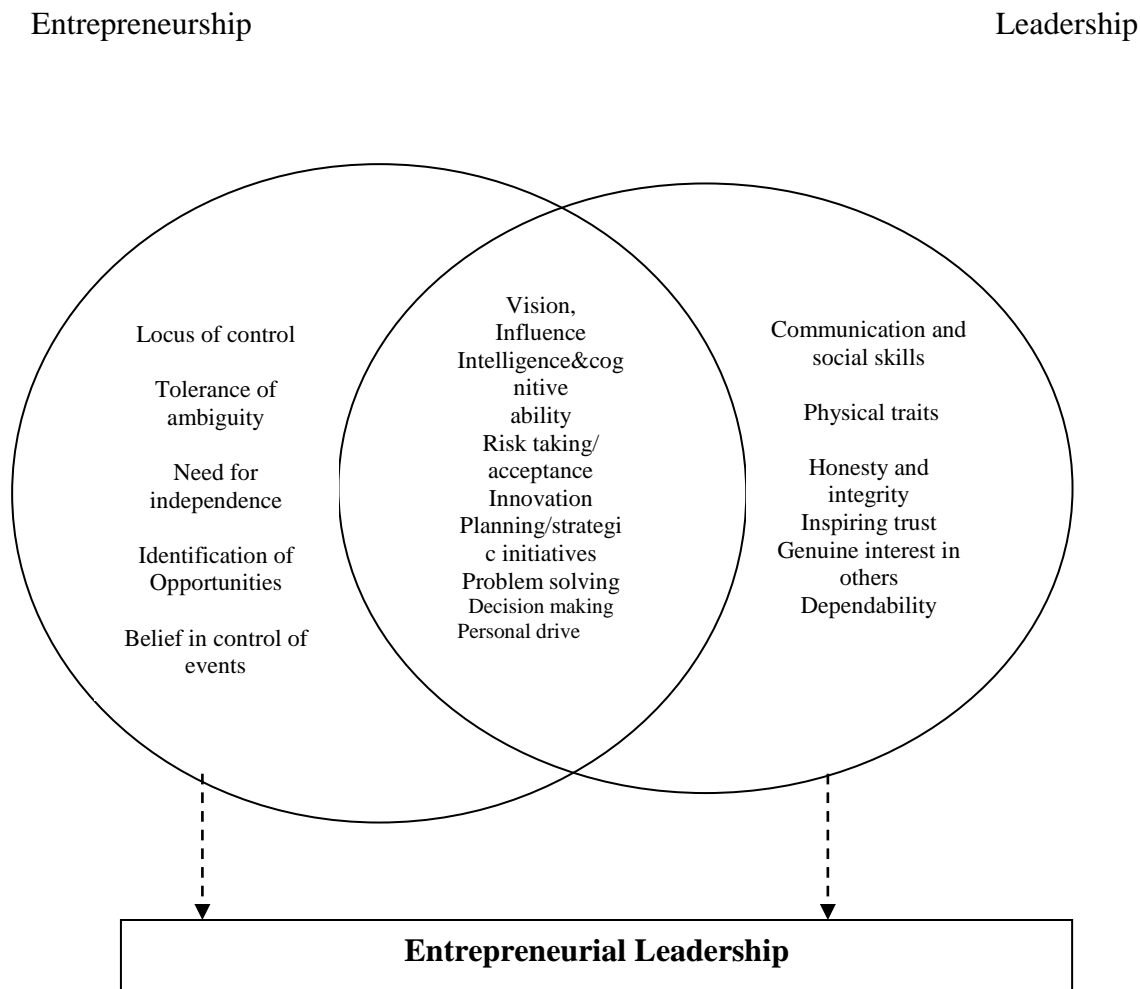 Entrepreneurship
Leadership
Locus of control
Tolerance of
ambiguity
Need for
independence
Identification of
Opportunities
Belief in control of
events
Vision,
Influence
Intelligence&cog
nitive
ability
Risk taking/
acceptance
Innovation
Planning/strategi
c initiatives
Problem solving
Decision making
Personal drive
Communication and
social skills
Physical traits
Honesty and
integrity
Inspiring trust
Genuine interest in
others
Dependability
Entrepreneurial Leadership